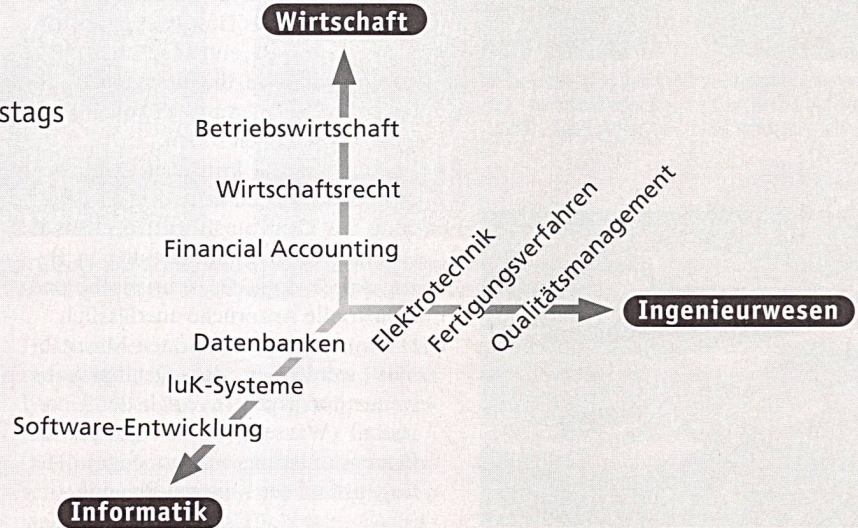 Wirtschaft
stags
Betriebswirtschaft
Wirtschaftsrecht
Financial Accounting
Elektrotechnik
Fertigungsverfahren
Qualitätsmanagement
Ingenieurwesen
Datenbanken
IuK-Systeme
Software-Entwicklung
Informatik